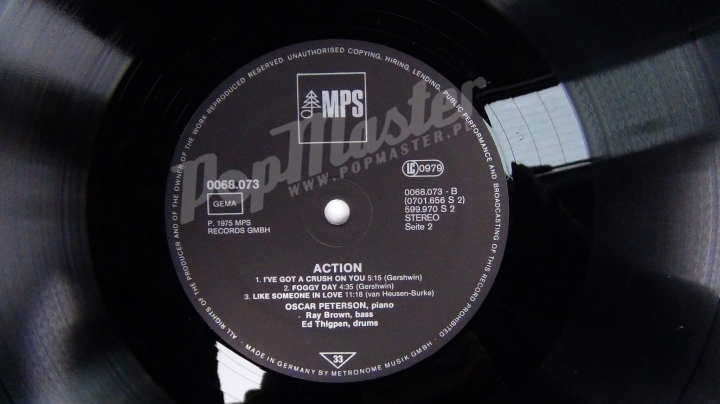 ALL RIGHTS OF THE PRODUCER AND OF THE OWNER OF THE WORK REPRODUCED RESERVED UNAUTHORISED COPYING, HIRING, LENDING, PUBLIC PERFORMANCE AND BROADCASTING OF THIS RECORD PROHIBITED
MPS
PopMaster
WWW.POPMASTER.PL
0068.073
GEMA
P. 1975 MPS
RECORDS GMBH
LC 0979
0068.073 - B
(0701.656 S 2)
599.970 S 2
STEREO
Seite 2
ACTION
1. I'VE GOT A CRUSH ON YOU 5:15 (Gershwin)
2. FOGGY DAY 4:35 (Gershwin)
3. LIKE SOMEONE IN LOVE 11:18 (van Heusen-Burke)
OSCAR PETERSON, piano
Ray Brown, bass
Ed Thigpen, drums
33
MADE IN GERMANY BY METRONOME MUSIK GMBH